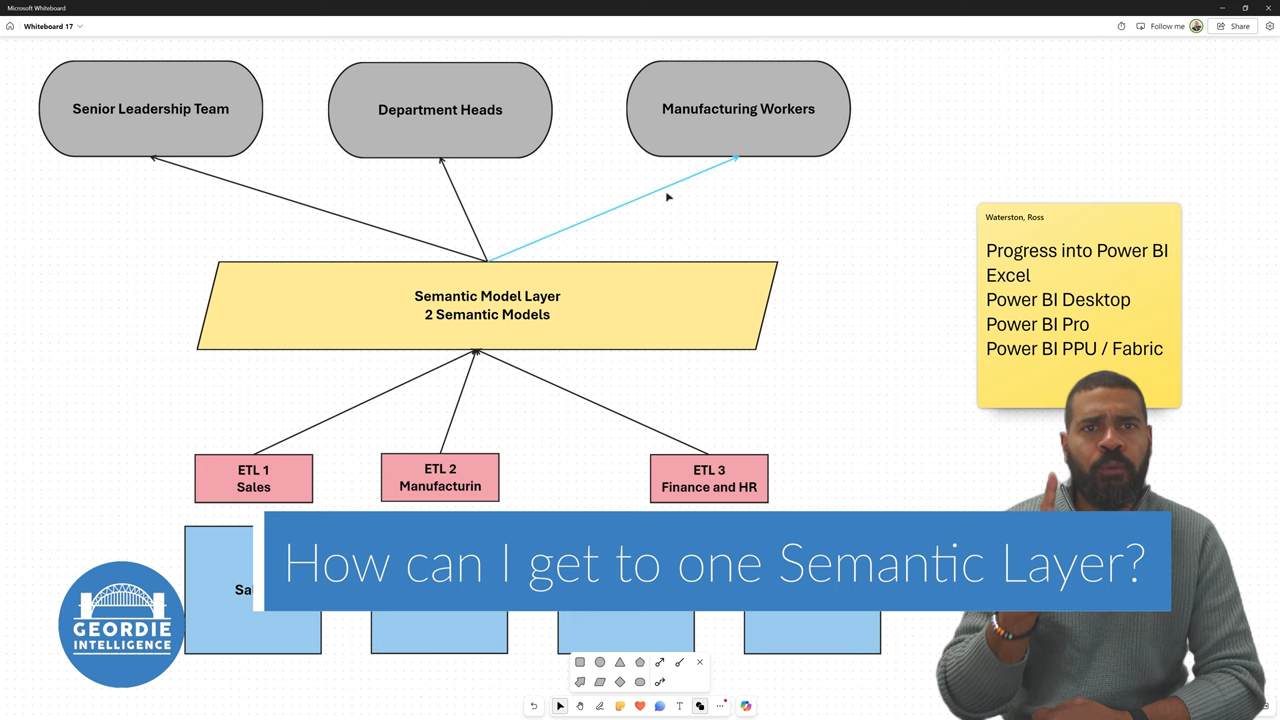 Microsoft Whiteboard
Whiteboard 17
Follow me
Share
Senior Leadership Team
Department Heads
Manufacturing Workers
Waterston, Ross
Progress into Power BI
Excel
Power BI Desktop
Power BI Pro
Power BI PPU / Fabric
Semantic Model Layer
2 Semantic Models
ETL 1
Sales
ETL 2
Manufacturin
ETL 3
Finance and HR
How can I get to one Semantic Layer?
GEORDIE
INTELLIGENCE